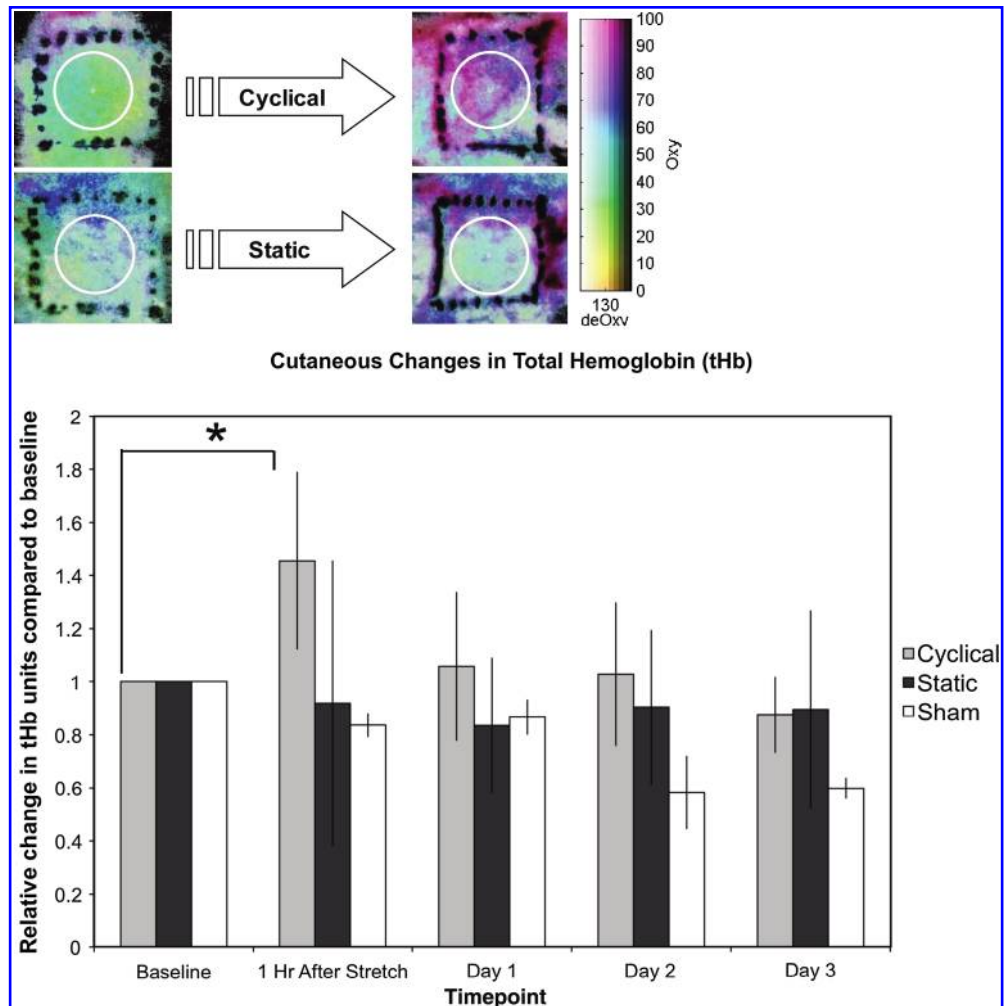 Cyclical
Static
100
90
80
70
60
50
40
30
20
10
0
Oxy
130
deOxy
Cutaneous Changes in Total Hemoglobin (tHb)
Relative change in tHb units compared to baseline
2
1.8
1.6
1.4
1.2
1
0.8
0.6
0.4
0.2
0
*
Cyclical
Static
Sham
Baseline
1 Hr After Stretch
Day 1
Day 2
Day 3
Timepoint